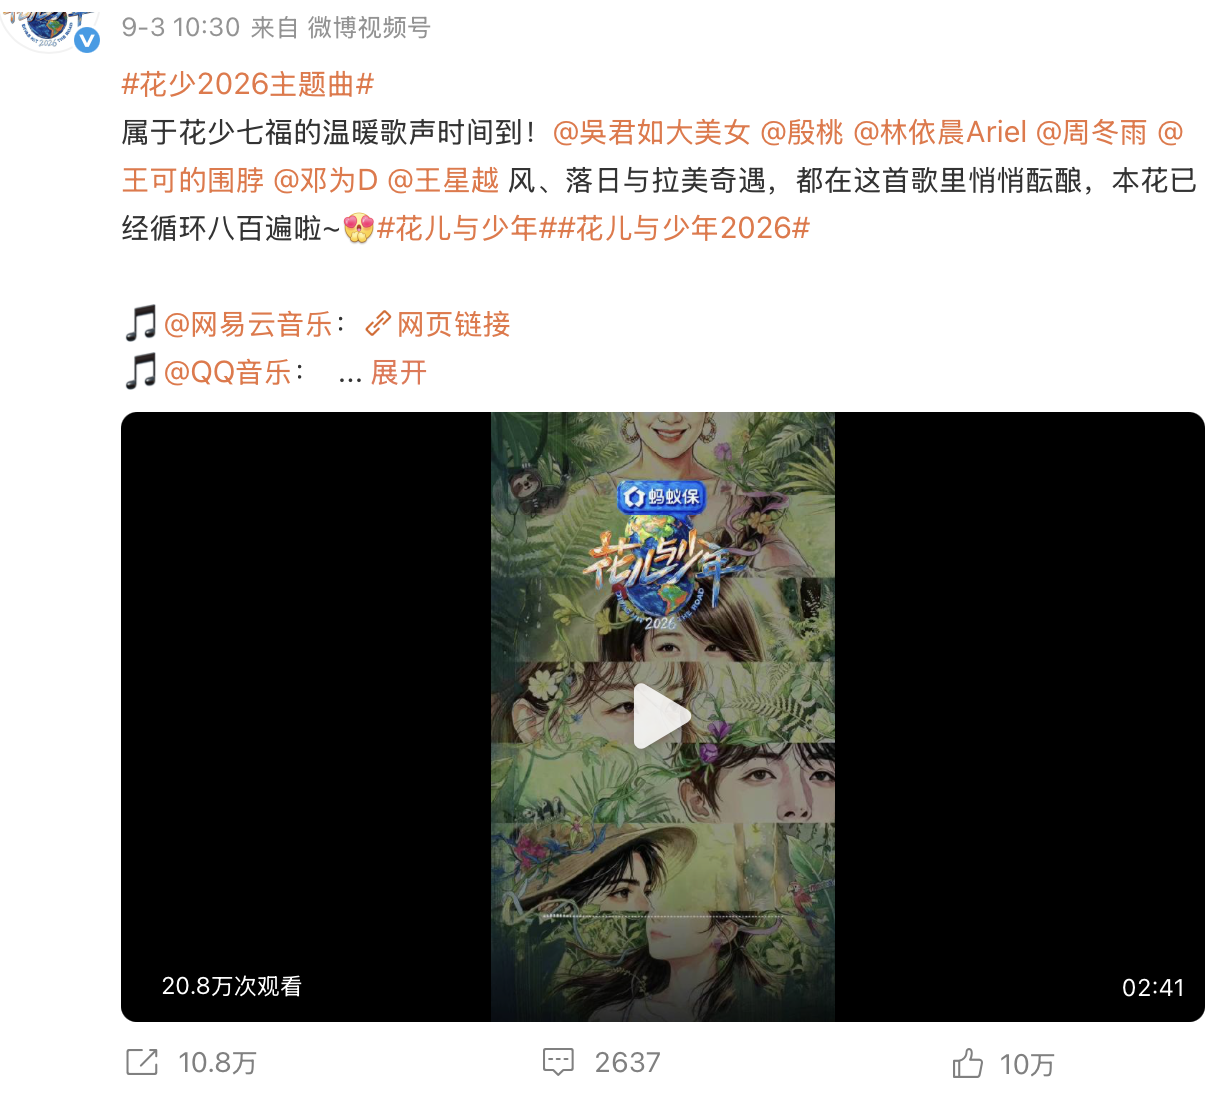 2026
9-3 10:30 来自 微博视频号
#花少2026主题曲#
属于花少七福的温暖歌声时间到！@吳君如大美女 @殷桃 @林依晨Ariel @周冬雨 @
王可的围脖 @邓为D @王星越 风、落日与拉美奇遇，都在这首歌里悄悄酝酿，本花已
经循环八百遍啦~#花儿与少年##花儿与少年2026#
@网易云音乐：网页链接
@QQ音乐： ... 展开
蚂蚁保
花儿与少年
2026
20.8万次观看
02:41
10.8万
2637
10万